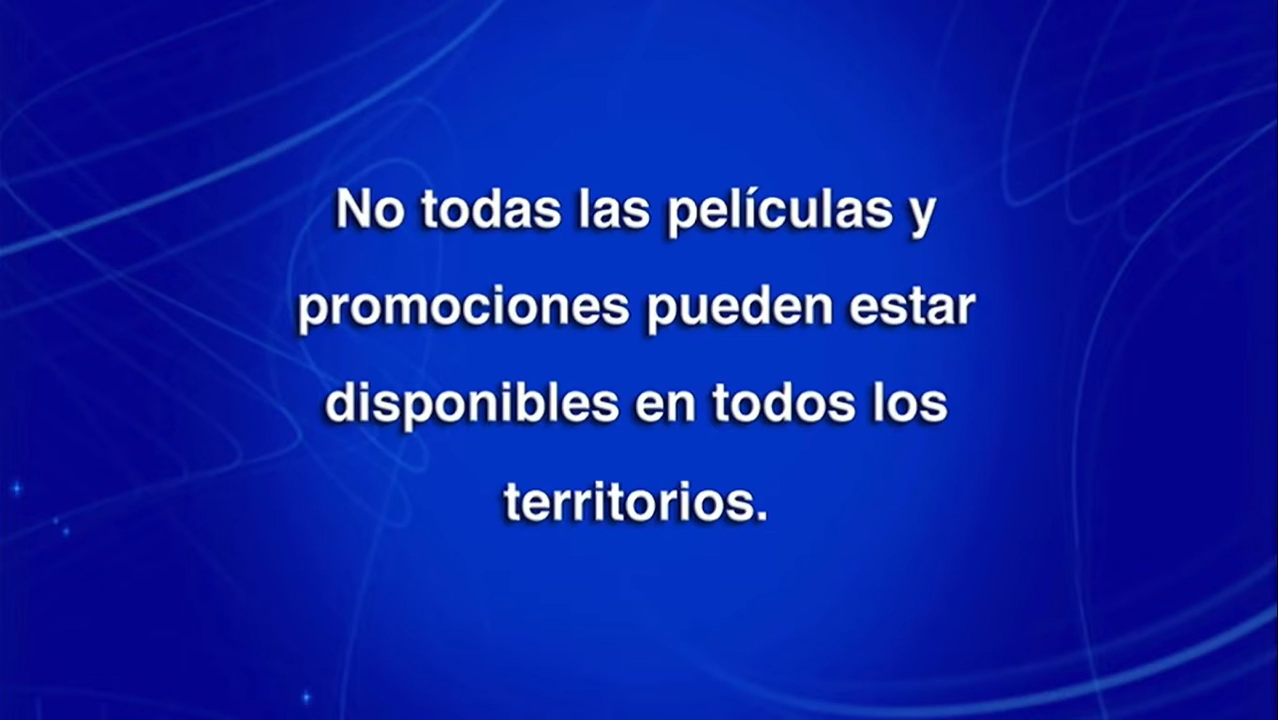 No todas las películas y
promociones pueden estar
disponibles en todos los
territorios.